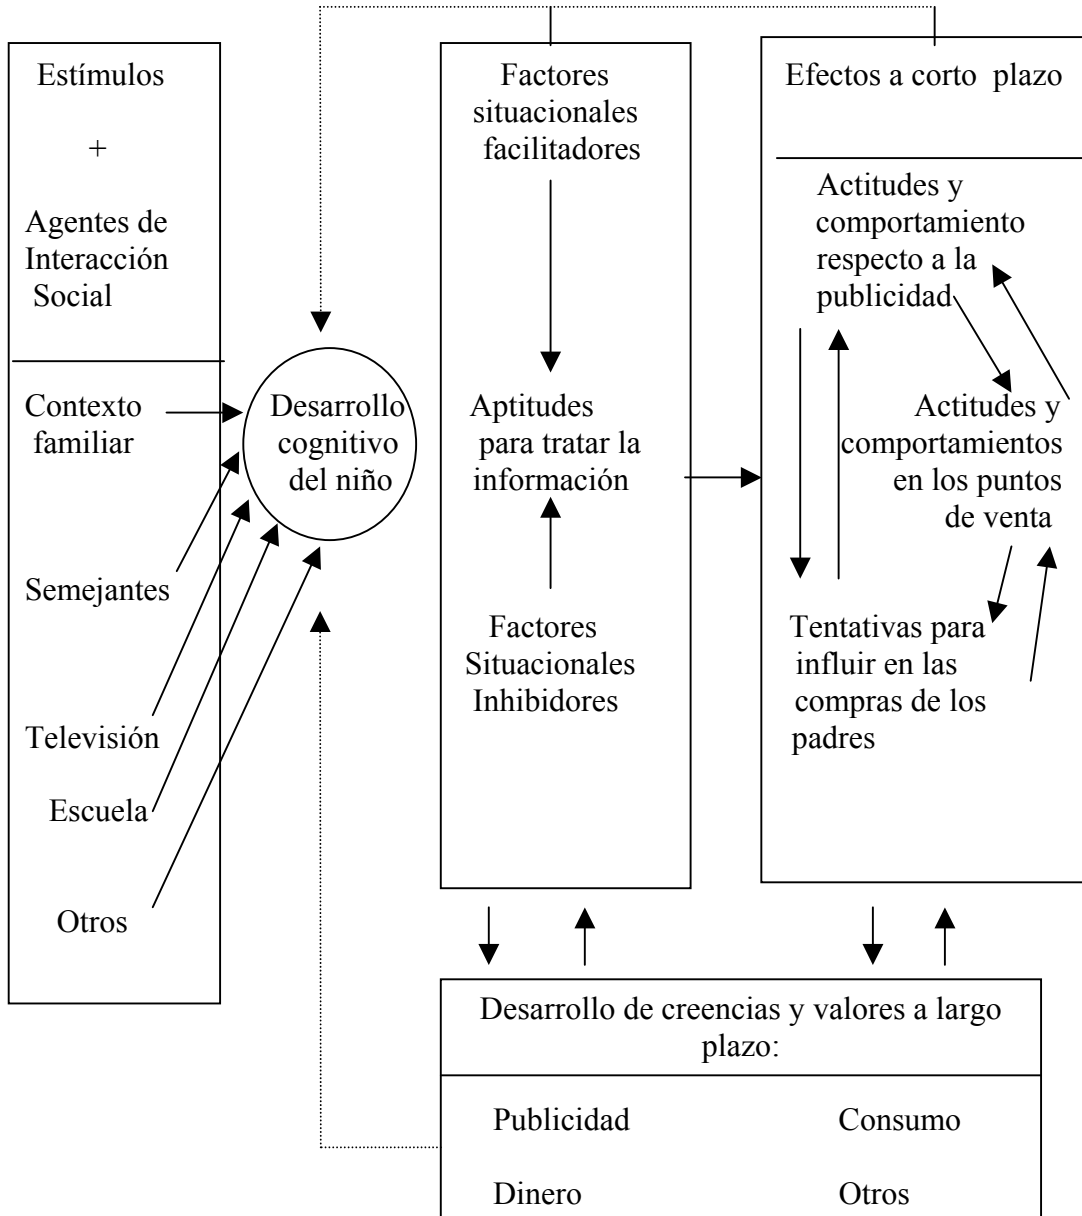 Estímulos
+
Agentes de
Interacción
Social
Contexto
familiar
Semejantes
Televisión
Escuela
Otros
Desarrollo
cognitivo
del niño
Factores
situacionales
facilitadores
Aptitudes
para tratar la
información
Factores
Situacionales
Inhibidores
Efectos a corto plazo
Actitudes y
comportamiento
respecto a la
publicidad
Actitudes y
comportamientos
en los puntos
de venta
Tentativas para
influir en las
compras de los
padres
Desarrollo de creencias y valores a largo
plazo:
Publicidad Consumo
Dinero Otros